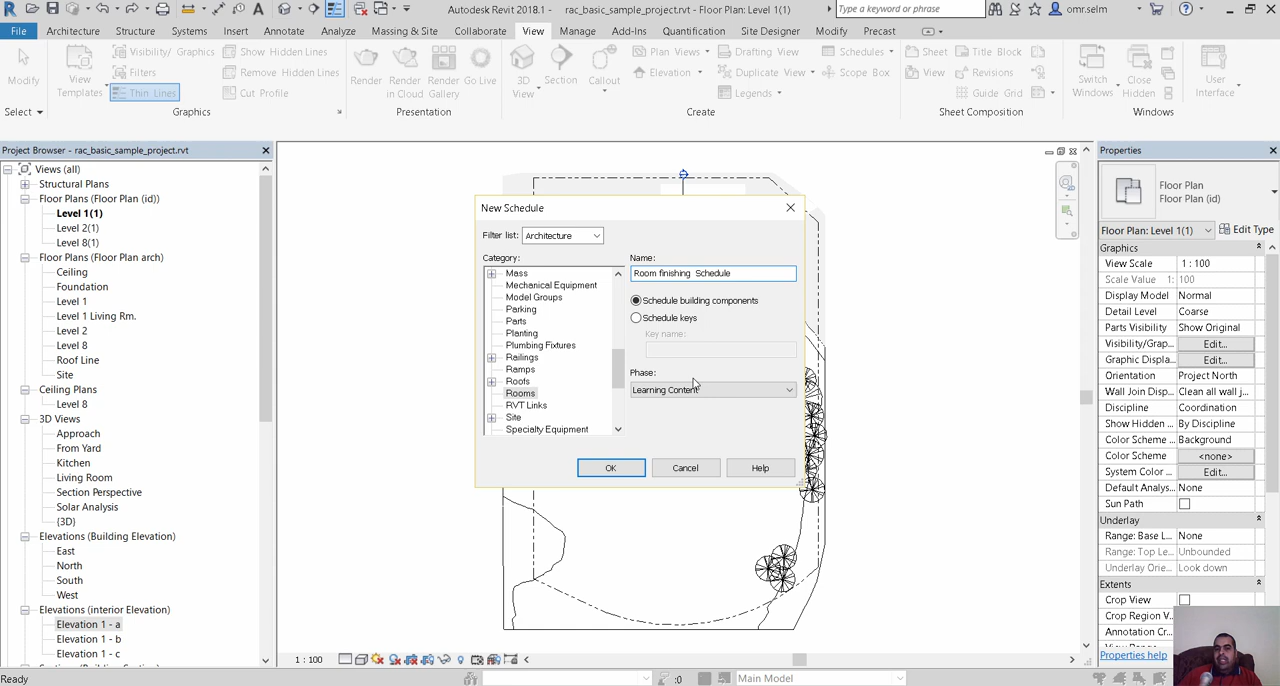 Autodesk Revit 2018.1 - rac_basic_sample_project.rvt - Floor Plan: Level 1(1)
Type a keyword or phrase
omr.selm
File Architecture Structure Systems Insert Annotate Analyze Massing & Site Collaborate View Manage Add-Ins Quantification Site Designer Modify Precast
Modify
View Templates
Visibility/ Graphics
Filters
Thin Lines
Show Hidden Lines
Remove Hidden Lines
Cut Profile
Render
Render in Cloud
Render Gallery
Go Live
3D View
Section
Callout
Plan Views
Elevation
Drafting View
Duplicate View
Legends
Schedules
Scope Box
Sheet
View
Title Block
Revisions
Guide Grid
Switch Windows
Close Hidden
User Interface
Select
Graphics
Presentation
Create
Sheet Composition
Windows
Project Browser - rac_basic_sample_project.rvt
Views (all)
Structural Plans
Floor Plans (Floor Plan (id))
Level 1(1)
Level 2(1)
Level 8(1)
Floor Plans (Floor Plan arch)
Ceiling
Foundation
Level 1
Level 1 Living Rm.
Level 2
Level 8
Roof Line
Site
Ceiling Plans
Level 8
3D Views
Approach
From Yard
Kitchen
Living Room
Section Perspective
Solar Analysis
{3D}
Elevations (Building Elevation)
East
North
South
West
Elevations (interior Elevation)
Elevation 1 - a
Elevation 1 - b
Elevation 1 - c
New Schedule
Filter list: Architecture
Category:
Mass
Mechanical Equipment
Model Groups
Parking
Parts
Planting
Plumbing Fixtures
Railings
Ramps
Roofs
Rooms
RVT Links
Site
Specialty Equipment
Name:
Room finishing  Schedule
Schedule building components
Schedule keys
Key name:
Phase:
Learning Content
OK
Cancel
Help
Properties
Floor Plan
Floor Plan (id)
Floor Plan: Level 1(1)
Edit Type
Graphics
View Scale 1 : 100
Scale Value 1: 100
Display Model Normal
Detail Level Coarse
Parts Visibility Show Original
Visibility/Grap... Edit...
Graphic Displa... Edit...
Orientation Project North
Wall Join Disp... Clean all wall j...
Discipline Coordination
Show Hidden ... By Discipline
Color Scheme ... Background
Color Scheme <none>
System Color ... Edit...
Default Analys... None
Sun Path
Underlay
Range: Base L... None
Range: Top Le... Unbounded
Underlay Orie... Look down
Extents
Crop View
Crop Region V...
Annotation Cr...
Properties help
1 : 100
Ready
:0
Main Model